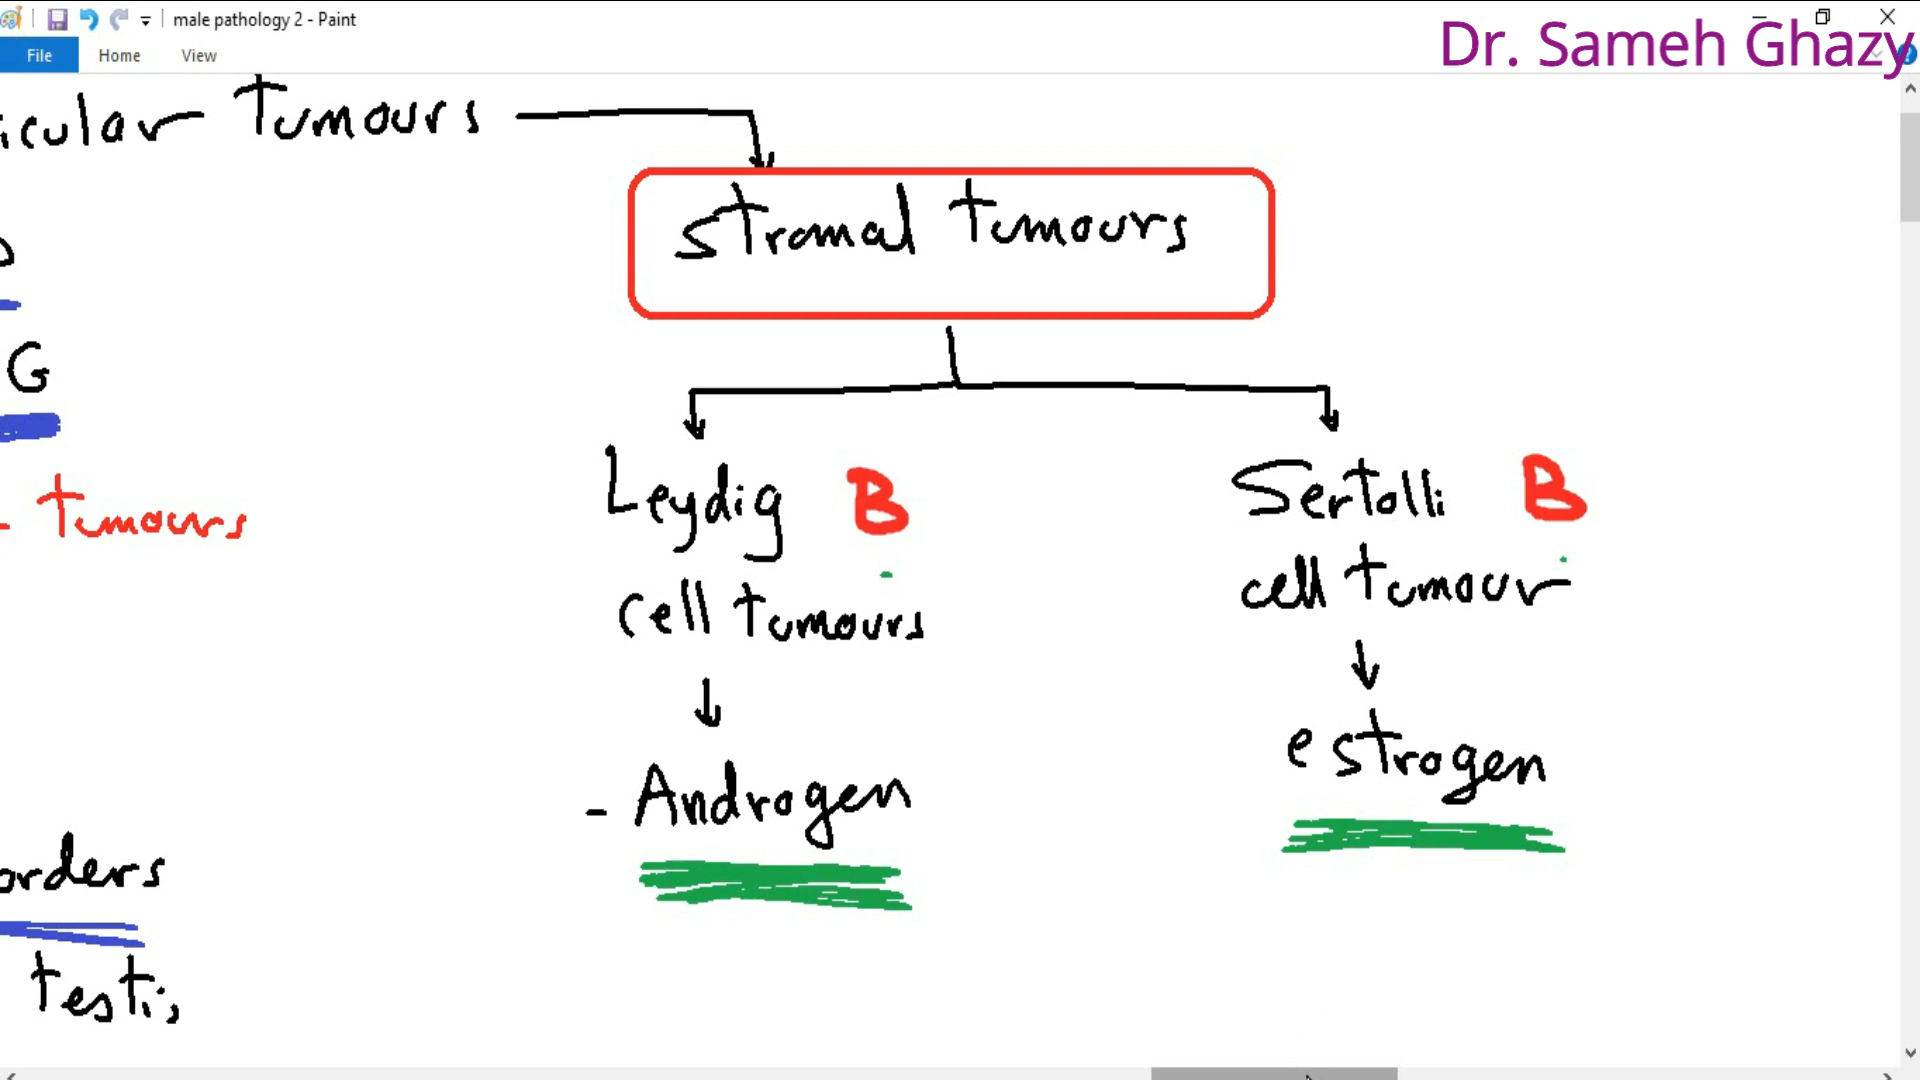 male pathology 2 - Paint
Dr. Sameh Ghazy
File Home View
icular Tumours
stromal tumours
G
tumours
Leydig B
cell tumours
- Androgen
Sertolli B
cell tumour
estrogen
orders
testis